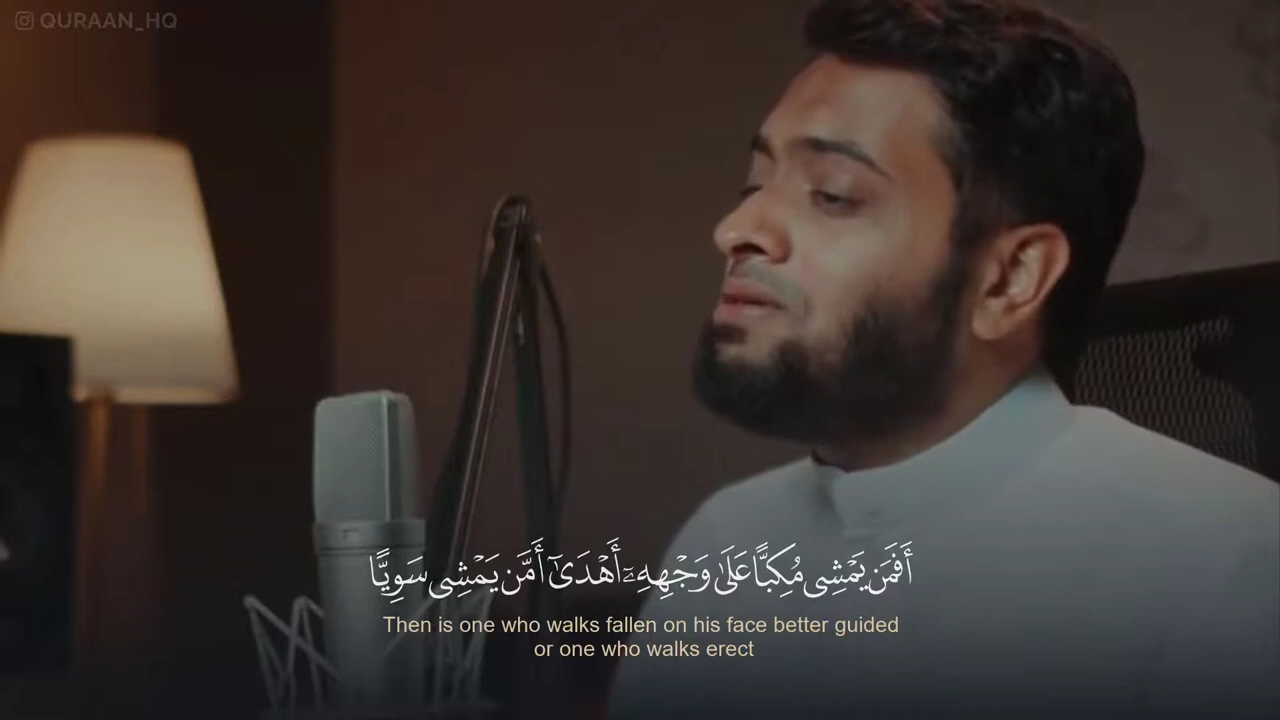 QURAAN_HQ
أَفَمَن يَمْشِى مُكِبًّا عَلَىٰ وَجْهِهِۦٓ أَهْدَىٰٓ أَمَّن يَمْشِى سَوِيًّا
Then is one who walks fallen on his face better guided
or one who walks erect